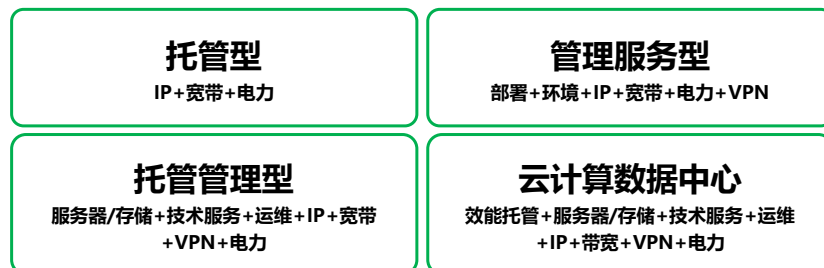 托管型
IP+宽带+电力
管理服务型
部署+环境+IP+宽带+电力+VPN
托管管理型
服务器/存储+技术服务+运维+IP+宽带
+VPN+电力
云计算数据中心
效能托管+服务器/存储+技术服务+运维
+IP+带宽+VPN+电力